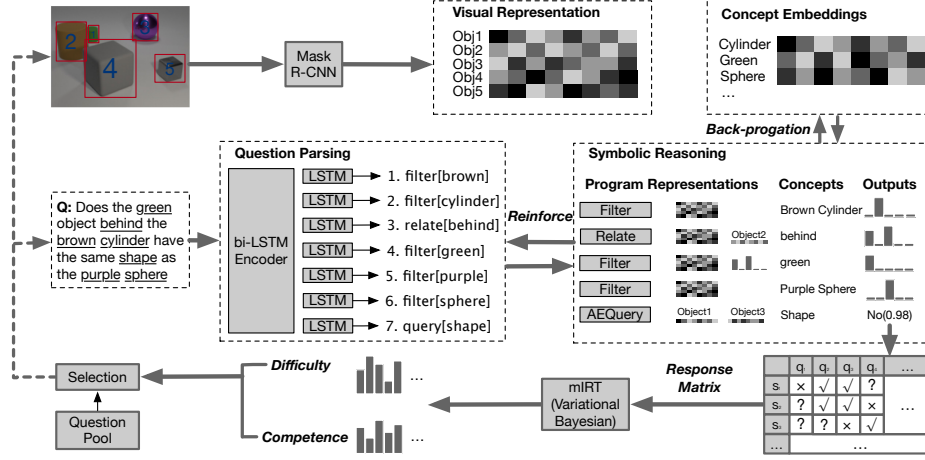 Visual Representation
Concept Embeddings
2
1
3
4
5
Mask
R-CNN
Obj1
Obj2
Obj3
Obj4
Obj5
Cylinder
Green
Sphere
...
Back-progation
Question Parsing
bi-LSTM
Encoder
LSTM 1. filter[brown]
LSTM 2. filter[cylinder]
LSTM 3. relate[behind]
LSTM 4. filter[green]
LSTM 5. filter[purple]
LSTM 6. filter[sphere]
LSTM 7. query[shape]
Q: Does the green
object behind the
brown cylinder have
the same shape as
the purple sphere
Reinforce
Symbolic Reasoning
Program Representations Concepts Outputs
Filter Brown Cylinder
Relate Object2 behind
Filter green
Filter Purple Sphere
AEQuery Object1 Object3 Shape No(0.98)
Selection
Question
Pool
Difficulty ...
Competence ...
mIRT
(Variational
Bayesian)
Response
Matrix
q₁ q₂ q₃ q₄ ...
S₁ × √ √ ?
S₂ ? √ √ × ...
S₃ ? ? × √
... ...